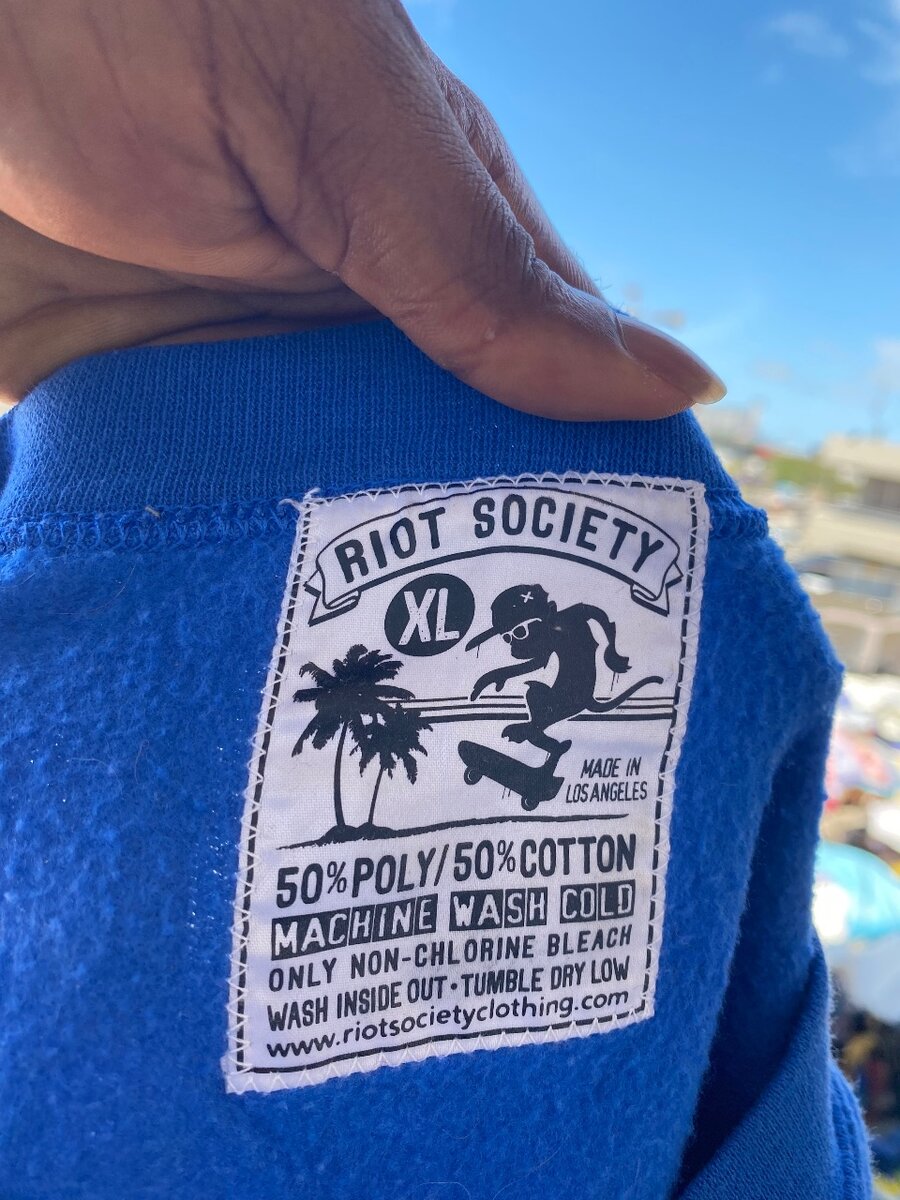 RIOT SOCIETY
XL
MADE IN
LOS ANGELES
50% POLY/50% COTTON
MACHINE WASH COLD
ONLY NON-CHLORINE BLEACH
WASH INSIDE OUT • TUMBLE DRY LOW
www.riotsocietyclothing.com